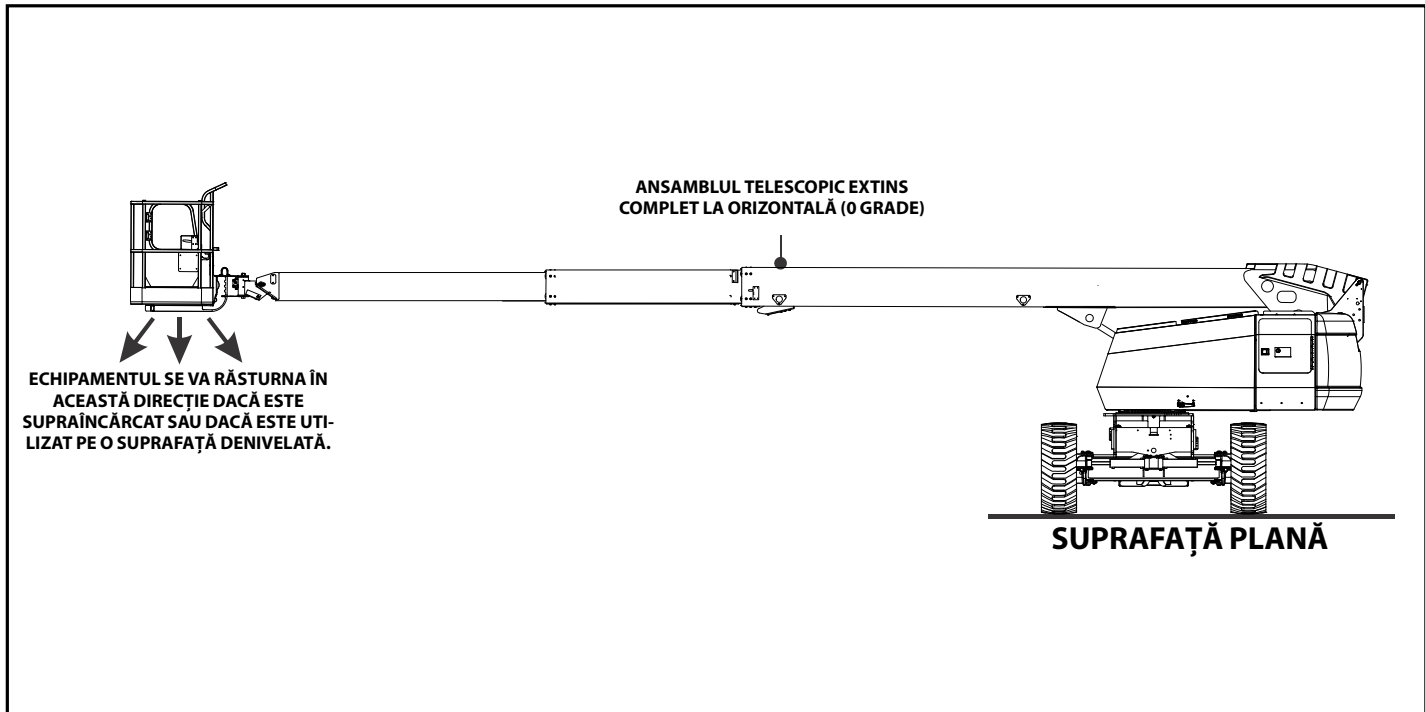 ANSAMBLUL TELESCOPIC EXTINS
COMPLET LA ORIZONTALĂ (0 GRADE)
ECHIPAMENTUL SE VA RĂSTURNA ÎN
ACEASTĂ DIRECȚIE DACĂ ESTE
SUPRAÎNCĂRCAT SAU DACĂ ESTE UTI-
LIZAT PE O SUPRAFAȚĂ DENIVELATĂ.
SUPRAFAȚĂ PLANĂ